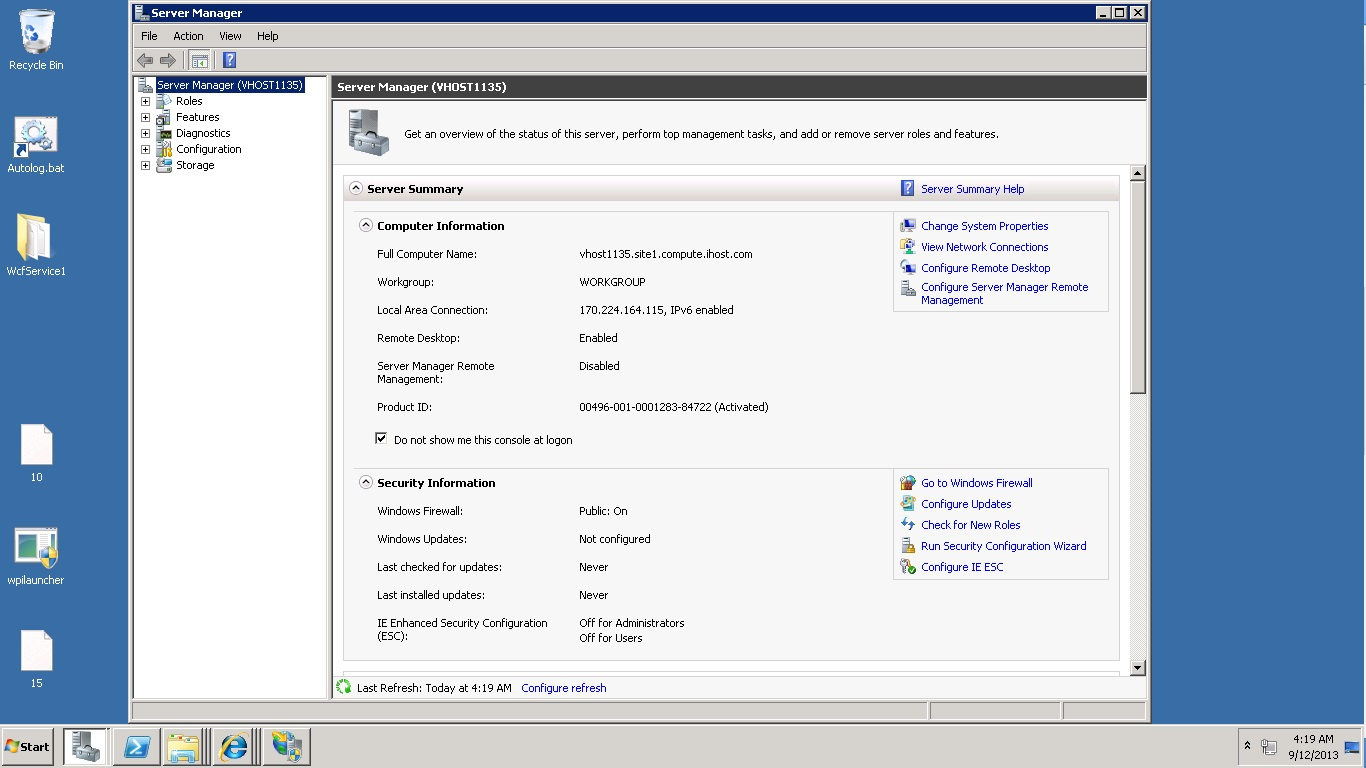 Recycle Bin
Autolog.bat
WcfService1
10
wpilauncher
15
Server Manager
File Action View Help
Server Manager (VHOST1135)
Roles
Features
Diagnostics
Configuration
Storage
Server Manager (VHOST1135)
Get an overview of the status of this server, perform top management tasks, and add or remove server roles and features.
Server Summary
Server Summary Help
Computer Information
Full Computer Name: vhost1135.site1.compute.ihost.com
Workgroup: WORKGROUP
Local Area Connection: 170.224.164.115, IPv6 enabled
Remote Desktop: Enabled
Server Manager Remote Disabled
Management:
Product ID: 00496-001-0001283-84722 (Activated)
Do not show me this console at logon
Change System Properties
View Network Connections
Configure Remote Desktop
Configure Server Manager Remote
Management
Security Information
Windows Firewall: Public: On
Windows Updates: Not configured
Last checked for updates: Never
Last installed updates: Never
IE Enhanced Security Configuration Off for Administrators
(ESC): Off for Users
Go to Windows Firewall
Configure Updates
Check for New Roles
Run Security Configuration Wizard
Configure IE ESC
Last Refresh: Today at 4:19 AM Configure refresh
Start
4:19 AM
9/12/2013